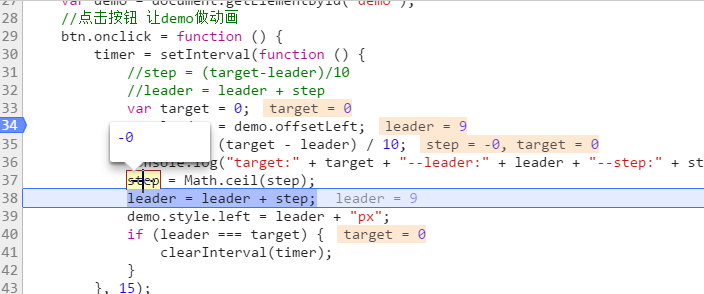 27 var demo = document.getElementById("demo");
28 //点击按钮 让demo做动画
29 btn.onclick = function () {
30 timer = setInterval(function () {
31 //step = (target-leader)/10
32 //leader = leader + step
33 var target = 0; target = 0
34 = demo.offsetLeft; leader = 9
-0
35 (target - leader) / 10; step = -0, target = 0
36 nsole.log("target:" + target + "--leader:" + leader + "--step:" + st
37 step = Math.ceil(step);
38 leader = leader + step; leader = 9
39 demo.style.left = leader + "px";
40 if (leader === target) { target = 0
41 clearInterval(timer);
42 }
43 }, 15);